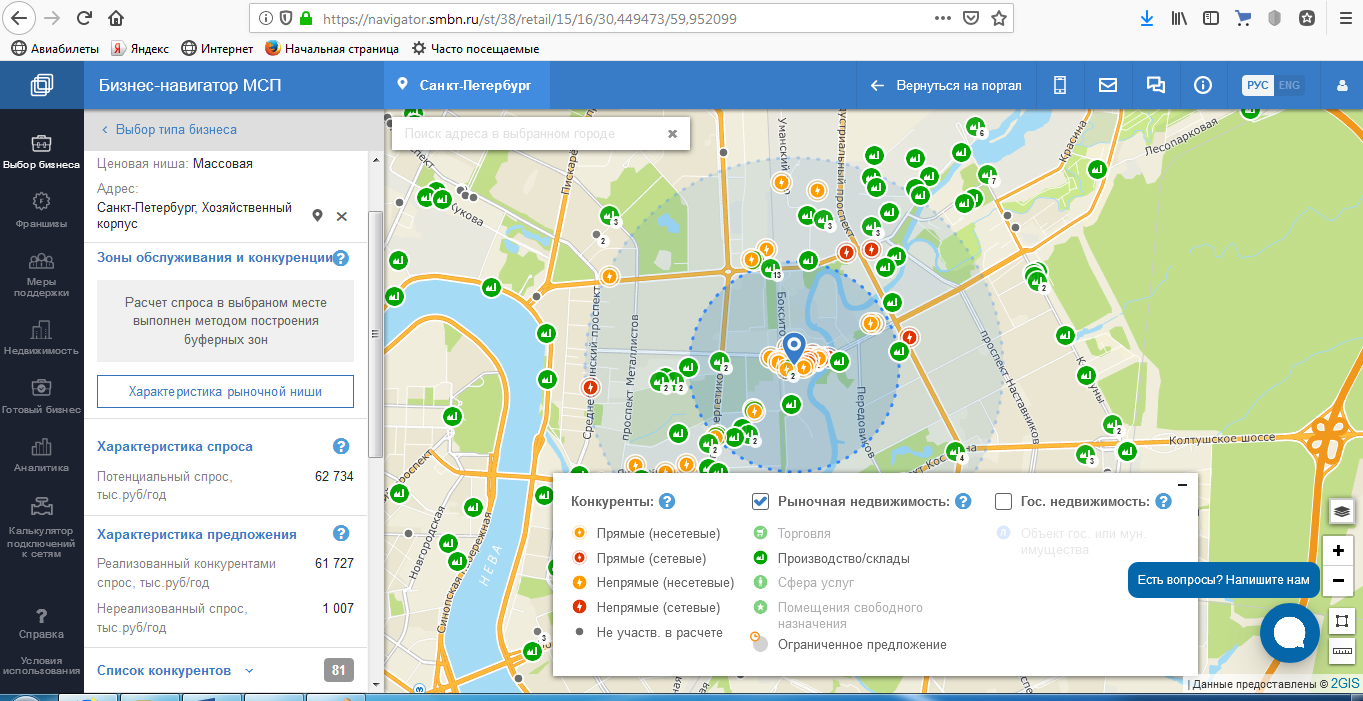 https://navigator.smbn.ru/st/38/retail/15/16/30,449473/59,952099
Авиабилеты
Яндекс
Интернет
Начальная страница
Часто посещаемые
Бизнес-навигатор МСП
Санкт-Петербург
Вернуться на портал
РУС
ENG
Выбор бизнеса
Франшизы
Меры
поддержки
Недвижимость
Готовый бизнес
Аналитика
Калькулятор
подключений
к сетям
Справка
Условия
использования
Выбор типа бизнеса
Ценовая ниша: Массовая
Адрес:
Санкт-Петербург, Хозяйственный
корпус
Зоны обслуживания и конкуренции ?
Расчет спроса в выбраном месте
выполнен методом построения
буферных зон
Характеристика рыночной ниши
Характеристика спроса ?
Потенциальный спрос, 62 734
тыс.руб/год
Характеристика предложения ?
Реализованный конкурентами 61 727
спрос, тыс.руб/год
Нереализованный спрос, 1 007
тыс.руб/год
Список конкурентов 81
Поиск адреса в выбранном городе
Красина
Лесопарковая
проспект Металлистов
Передовиков
проспект Наставников
Колтушское шоссе
Новгородская
Синопская набережная
НЕВА
Конкуренты: ?
Прямые (несетевые)
Прямые (сетевые)
Непрямые (несетевые)
Непрямые (сетевые)
Не участв. в расчете
Рыночная недвижимость: ?
Торговля
Производство/склады
Сфера услуг
Помещения свободного
назначения
Ограниченное предложение
Гос. недвижимость: ?
Объект гос. или мун.
имущества
Есть вопросы? Напишите нам
| Данные предоставлены © 2GIS